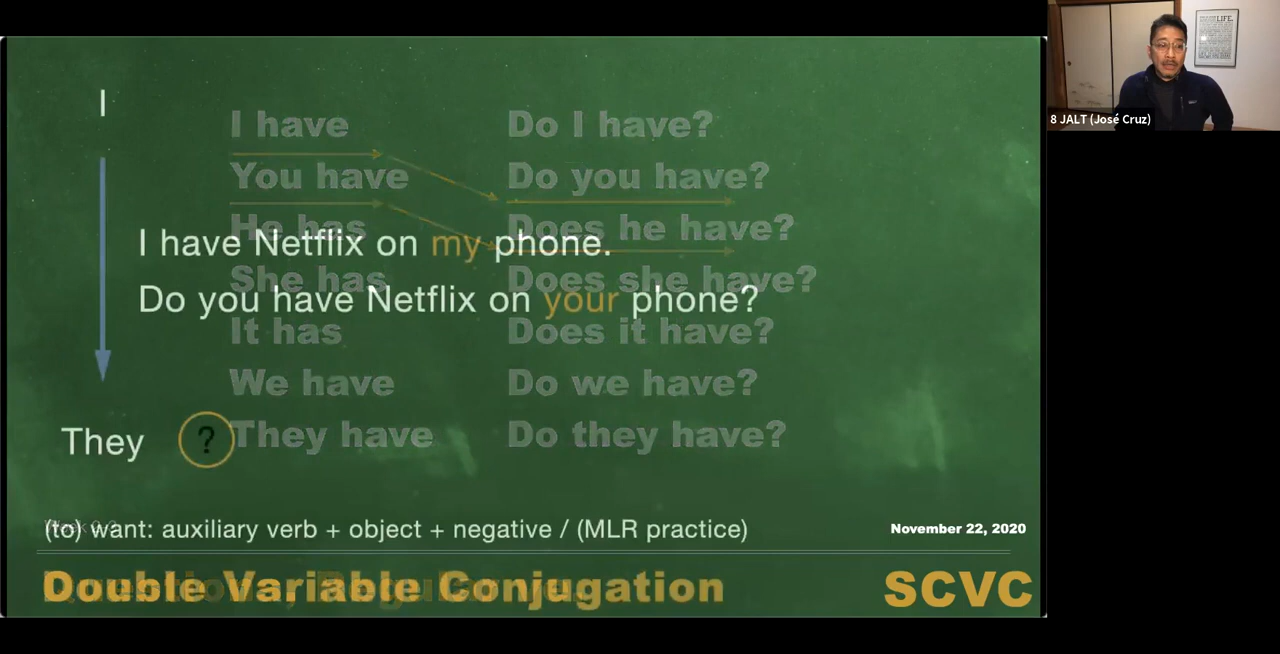 I
I have
Do I have?
You have
Do you have?
He has
Does he have?
I have Netflix on my phone.
She has
Does she have?
Do you have Netflix on your phone?
It has
Does it have?
We have
Do we have?
They
?
They have
Do they have?
(to) want: auxiliary verb + object + negative / (MLR practice)
November 22, 2020
Double Variable Conjugation
SCVC
LIFE.
8 JALT (José Cruz)